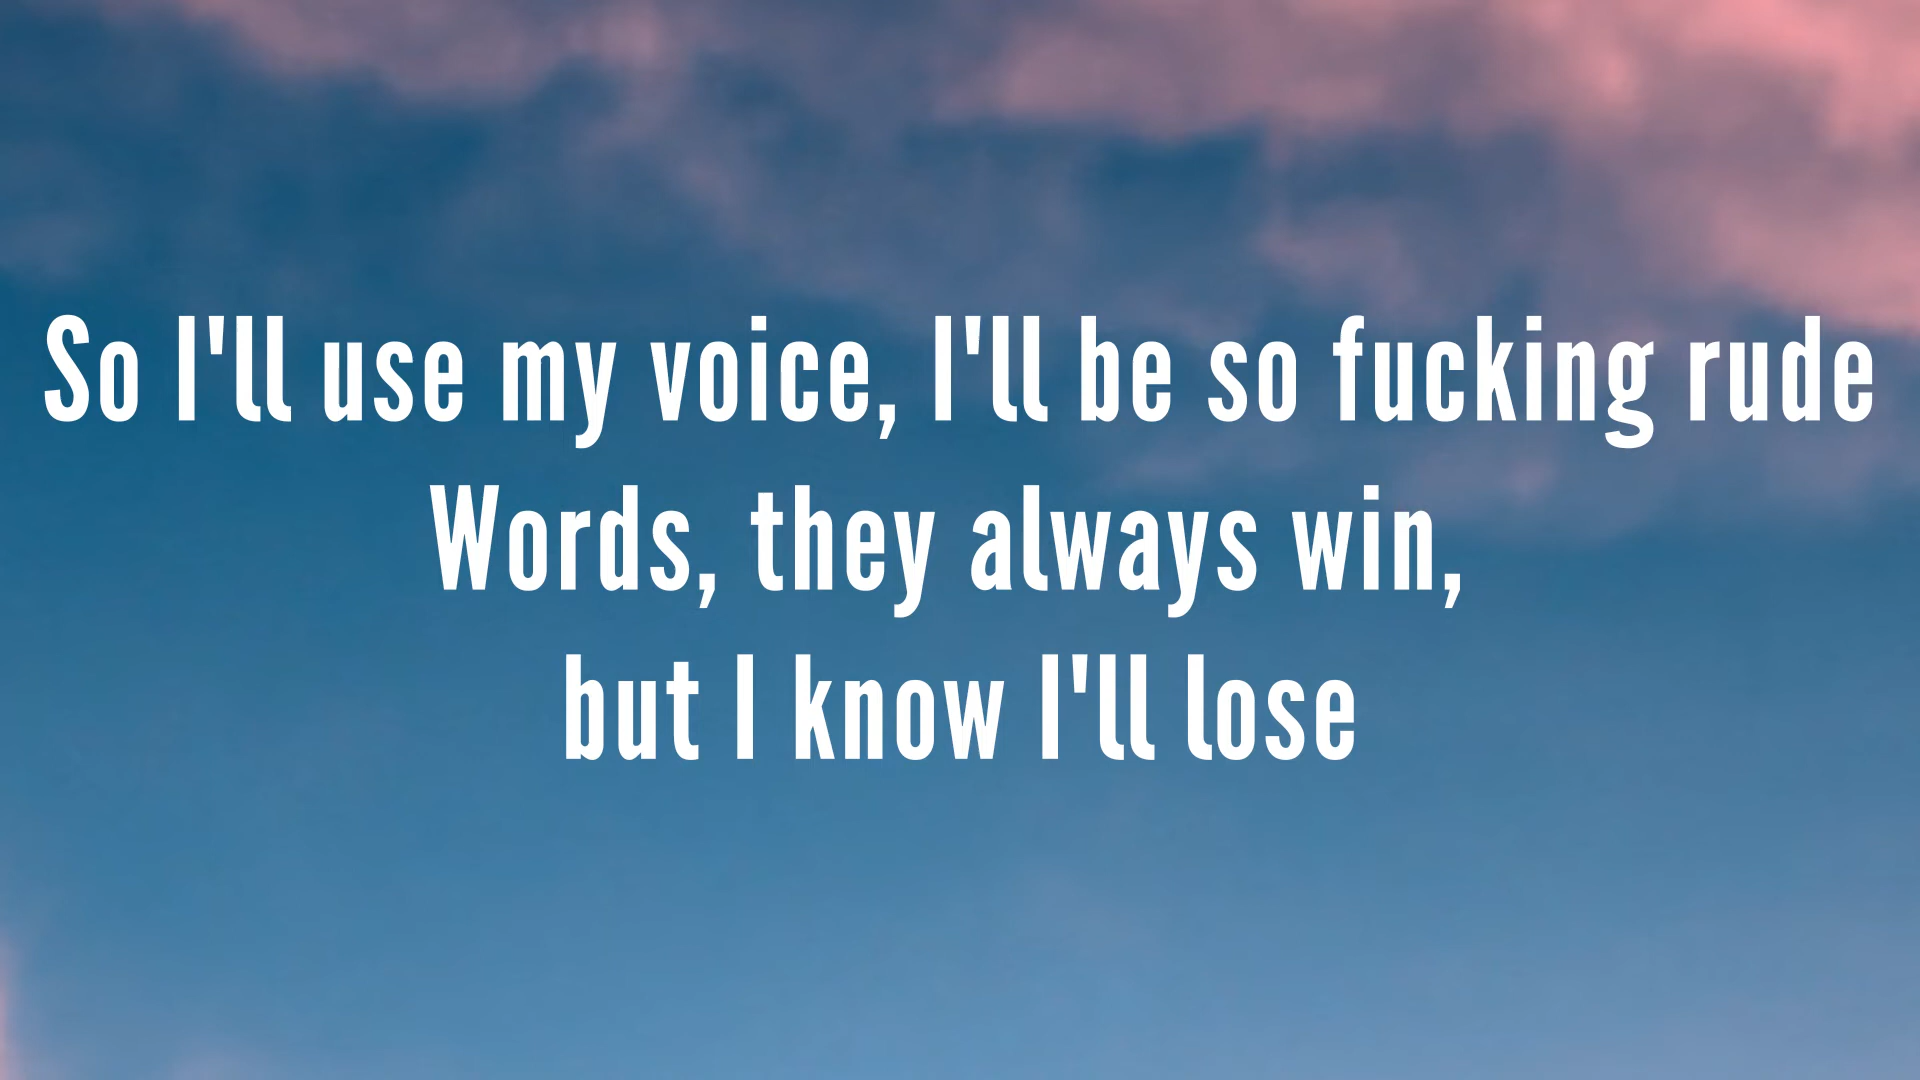 So I'll use my voice, I'll be so fucking rude
Words, they always win,
but I know I'll lose